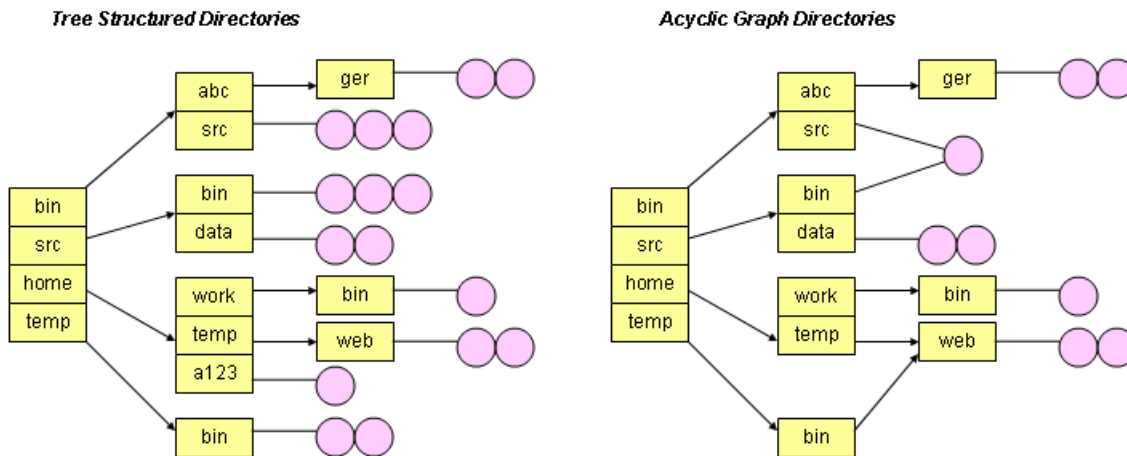 Tree Structured Directories
abc
src
ger
bin
src
home
temp
bin
data
work
temp
a123
bin
web
bin
Acyclic Graph Directories
abc
src
ger
bin
src
home
temp
bin
data
work
temp
bin
web
bin